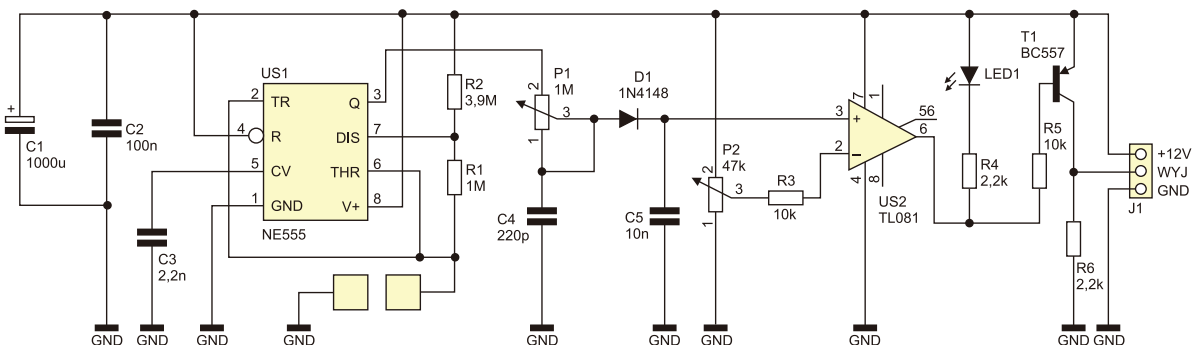 +
C1
1000u
C2
100n
US1
2
TR
Q
3
4
R
DIS
7
5
CV
THR
6
1
GND
V+
8
NE555
C3
2,2n
R2
3,9M
R1
1M
P1
1M
2
3
1
C4
220p
D1
1N4148
C5
10n
P2
47k
2
3
1
R3
10k
3
+
2
-
7
1
56
6
4
8
US2
TL081
LED1
R4
2,2k
T1
BC557
R5
10k
R6
2,2k
+12V
WYJ
GND
J1
GND
GND
GND
GND
GND
GND
GND
GND
GND
GND